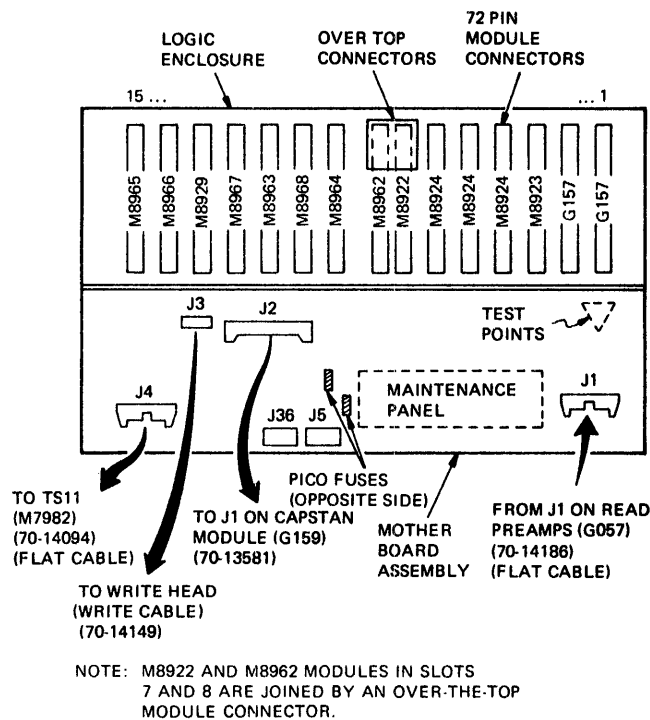 72 PIN
MODULE
CONNECTORS
OVER TOP
CONNECTORS
LOGIC
ENCLOSURE
15 ...
... 1
M8965
M8966
M8929
M8967
M8963
M8968
M8964
M8962
M8922
M8924
M8924
M8924
M8923
G157
G157
J3
J2
TEST
POINTS
J4
J36
J5
MAINTENANCE
PANEL
J1
PICO FUSES
(OPPOSITE SIDE)
TO TS11
(M7982)
(70-14094)
(FLAT CABLE)
TO J1 ON CAPSTAN
MODULE (G159)
(70-13581)
MOTHER
BOARD
ASSEMBLY
FROM J1 ON READ
PREAMPS (G057)
(70-14186)
(FLAT CABLE)
TO WRITE HEAD
(WRITE CABLE)
(70-14149)
NOTE: M8922 AND M8962 MODULES IN SLOTS
7 AND 8 ARE JOINED BY AN OVER-THE-TOP
MODULE CONNECTOR.